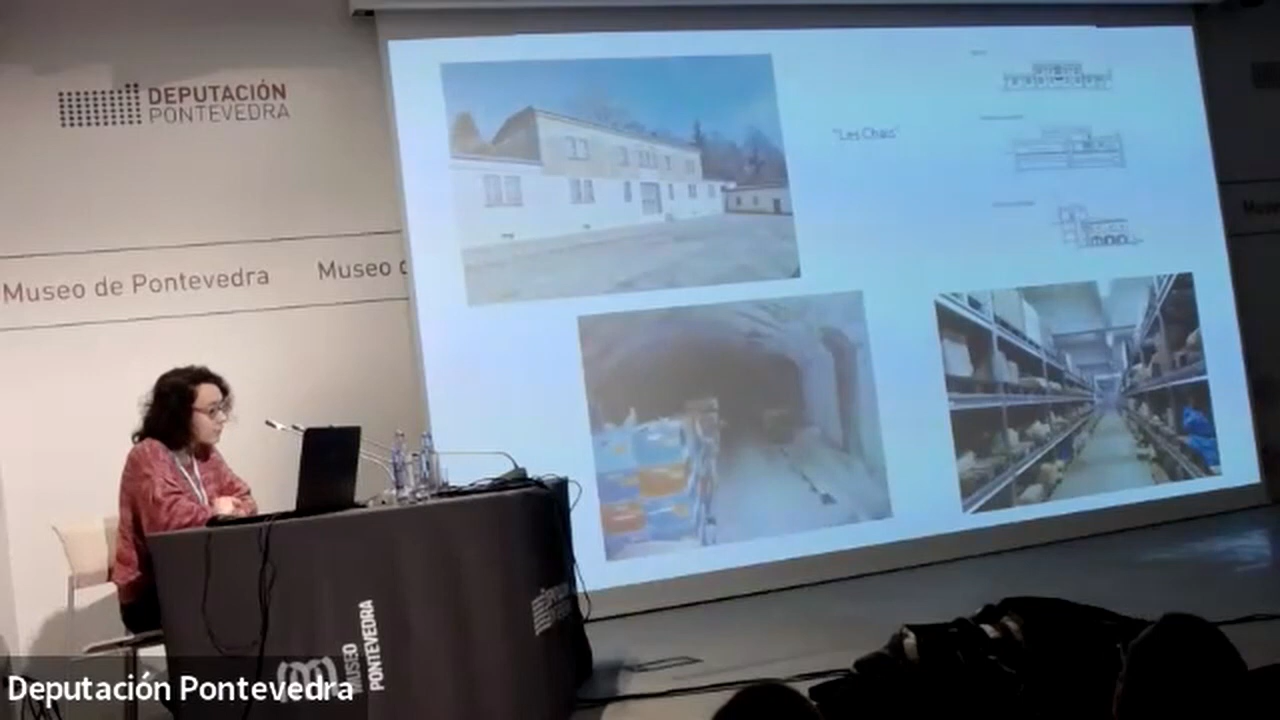 DEPUTACIÓN
PONTEVEDRA
Museo de Pontevedra
Museo
"Les Chais"
MUSEO
PONTEVEDRA
Deputación Pontevedra